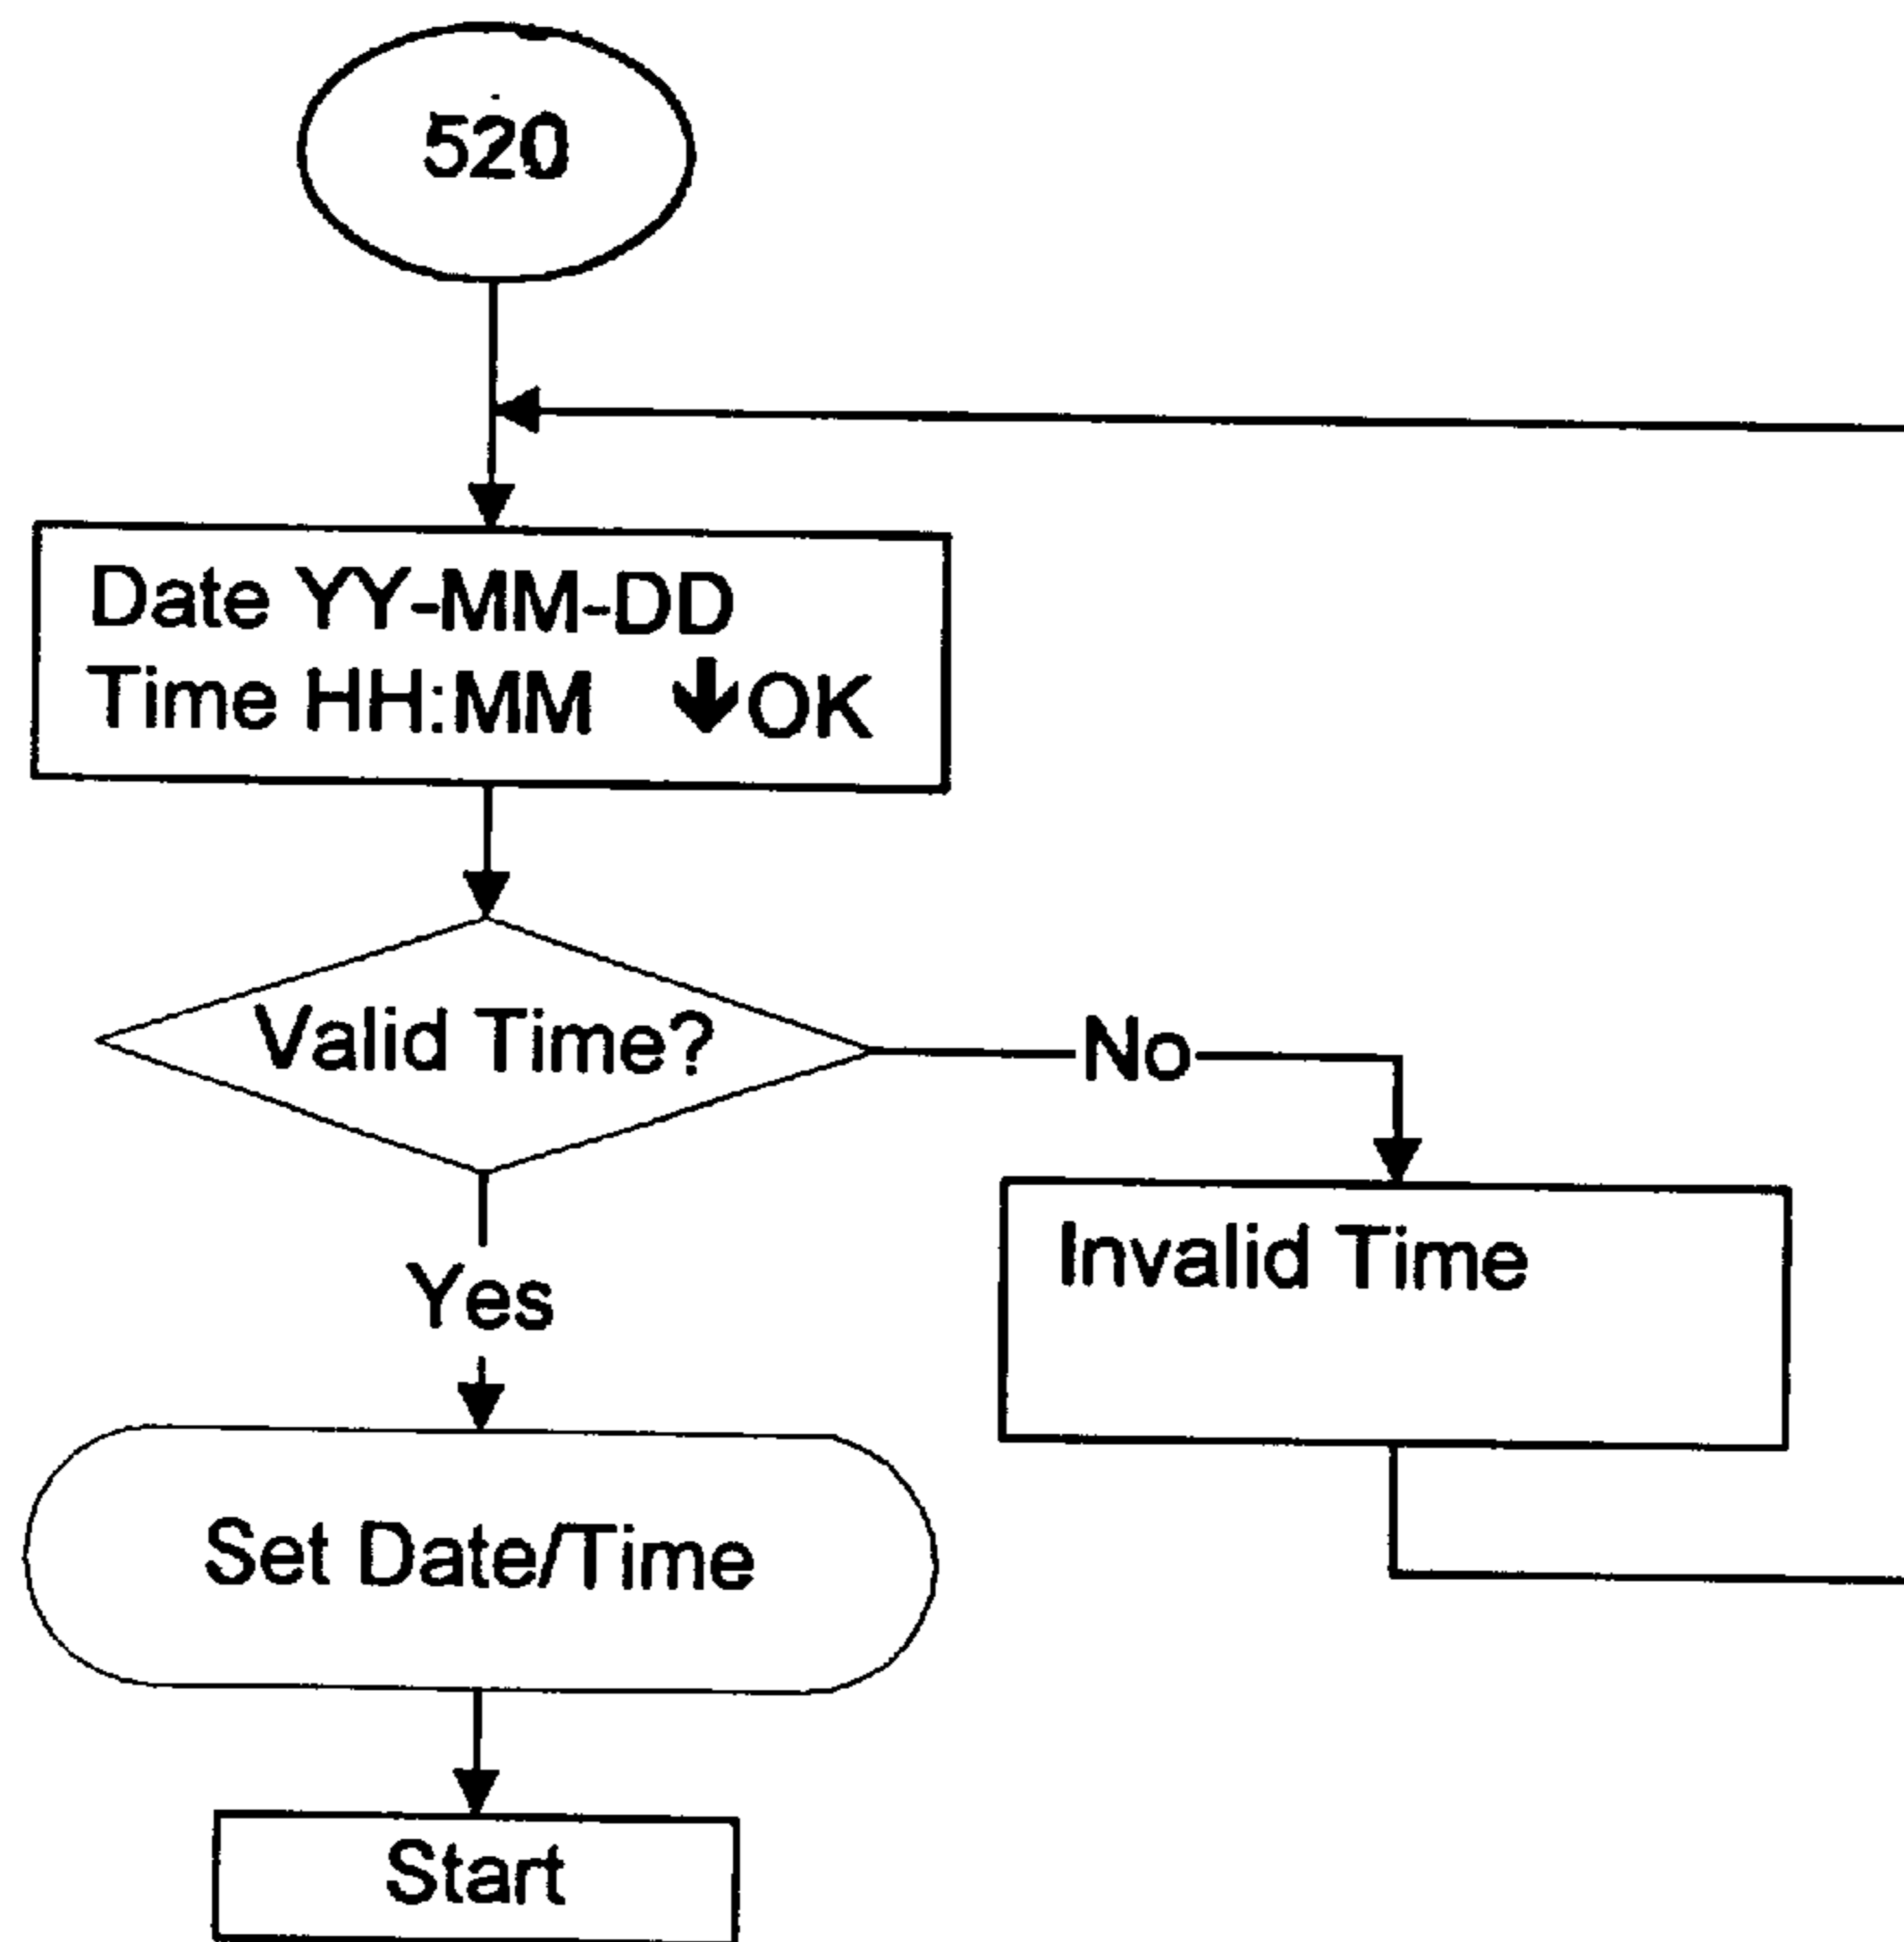 520
Date YY-MM-DD
Time HH:MM ↓OK
Valid Time?
No
Invalid Time
Yes
Set Date/Time
Start